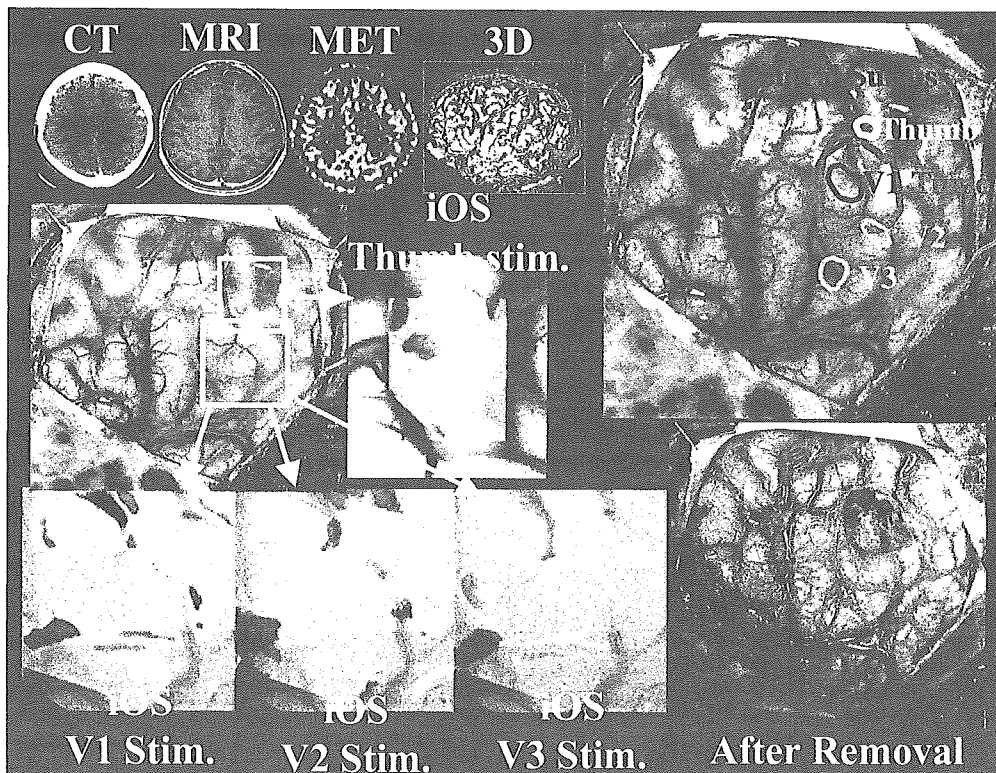 CT MRI MET 3D
iOS
Thumb stim.
Thumb
V1
V2
V3
iOS
V1 Stim.
iOS
V2 Stim.
iOS
V3 Stim.
After Removal